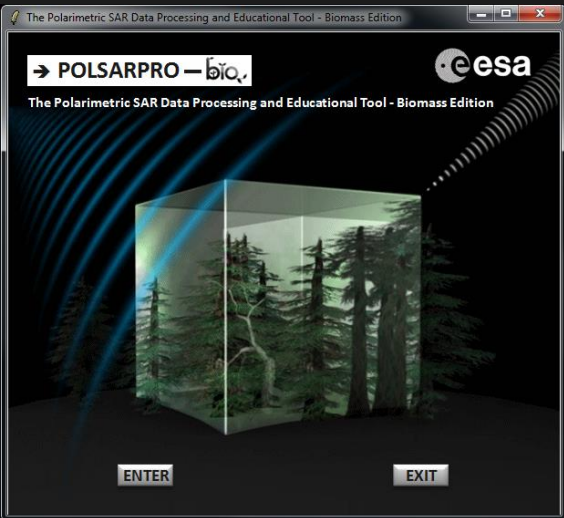 The Polarimetric SAR Data Processing and Educational Tool - Biomass Edition
→ POLSARPRO – bio.
esa
The Polarimetric SAR Data Processing and Educational Tool - Biomass Edition
ENTER
EXIT